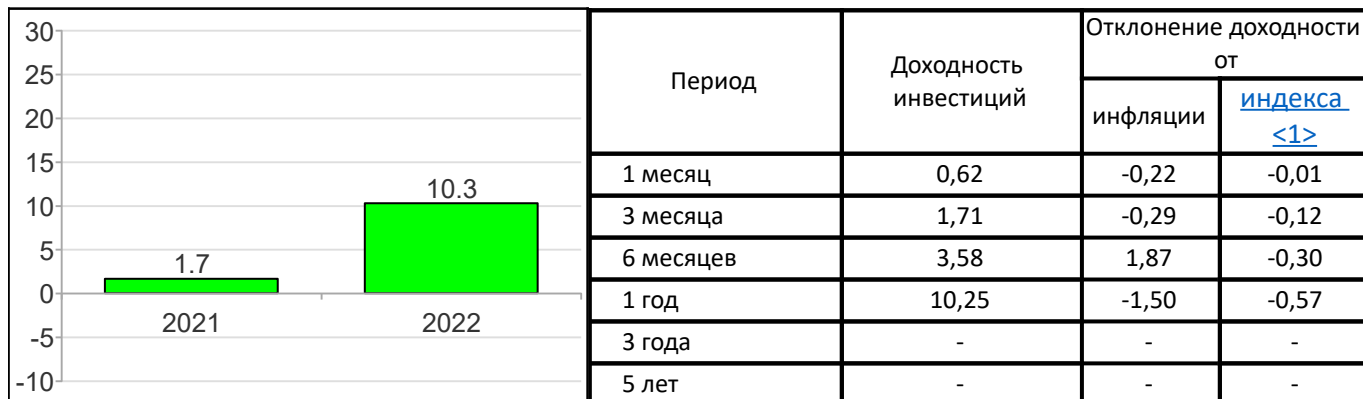 30
25
20
15
10
5
0
-5
-10
1.7
10.3
2021
2022
Период
Доходность
инвестиций
Отклонение доходности
от
инфляции
индекса
<1>
1 месяц 0,62 -0,22 -0,01
3 месяца 1,71 -0,29 -0,12
6 месяцев 3,58 1,87 -0,30
1 год 10,25 -1,50 -0,57
3 года - - -
5 лет - - -